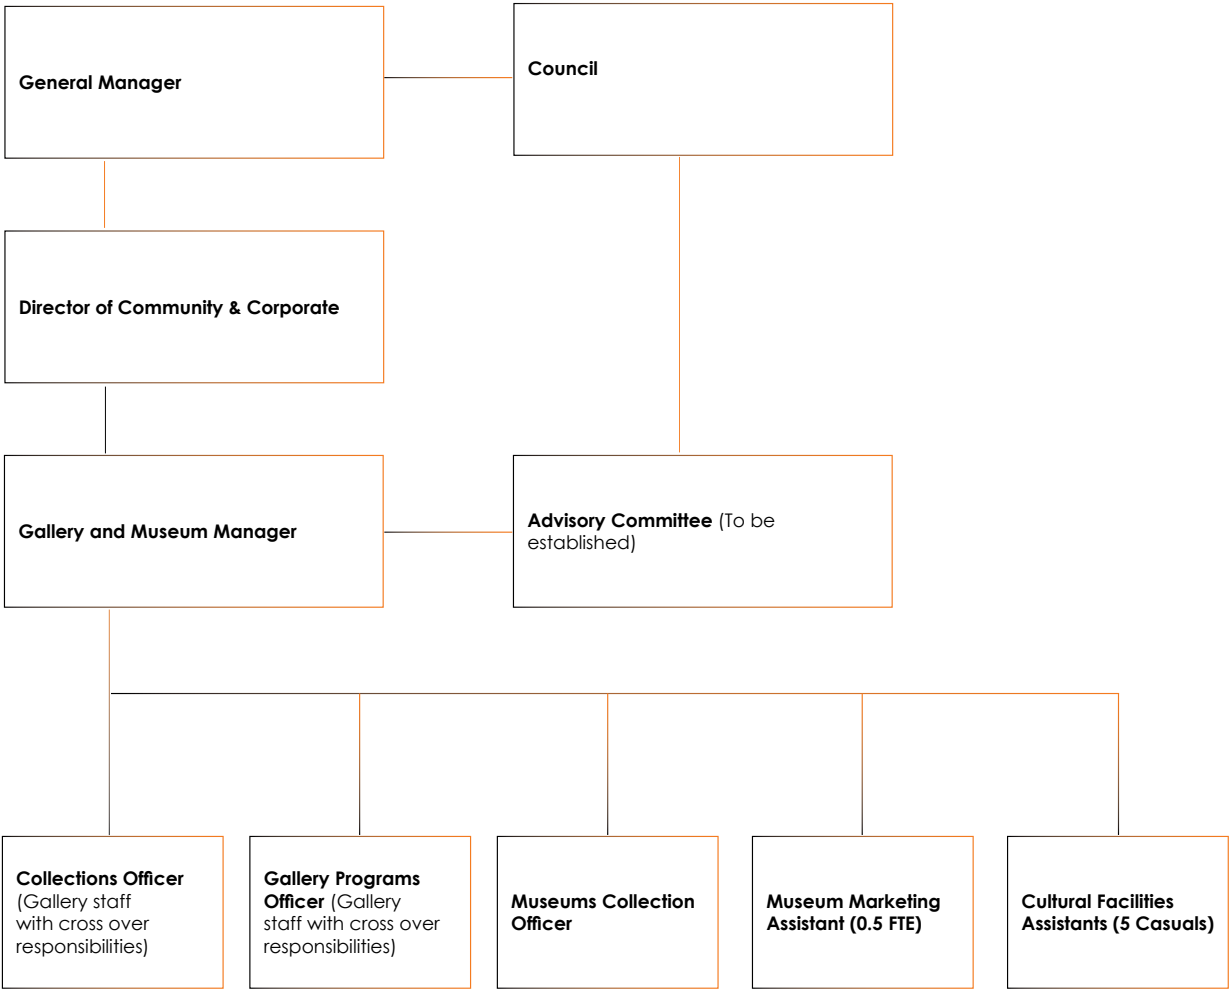 General Manager
Council
Director of Community & Corporate
Gallery and Museum Manager
Advisory Committee (To be
established)
Collections Officer
(Gallery staff
with cross over
responsibilities)
Gallery Programs
Officer (Gallery
staff with cross over
responsibilities)
Museums Collection
Officer
Museum Marketing
Assistant (0.5 FTE)
Cultural Facilities
Assistants (5 Casuals)